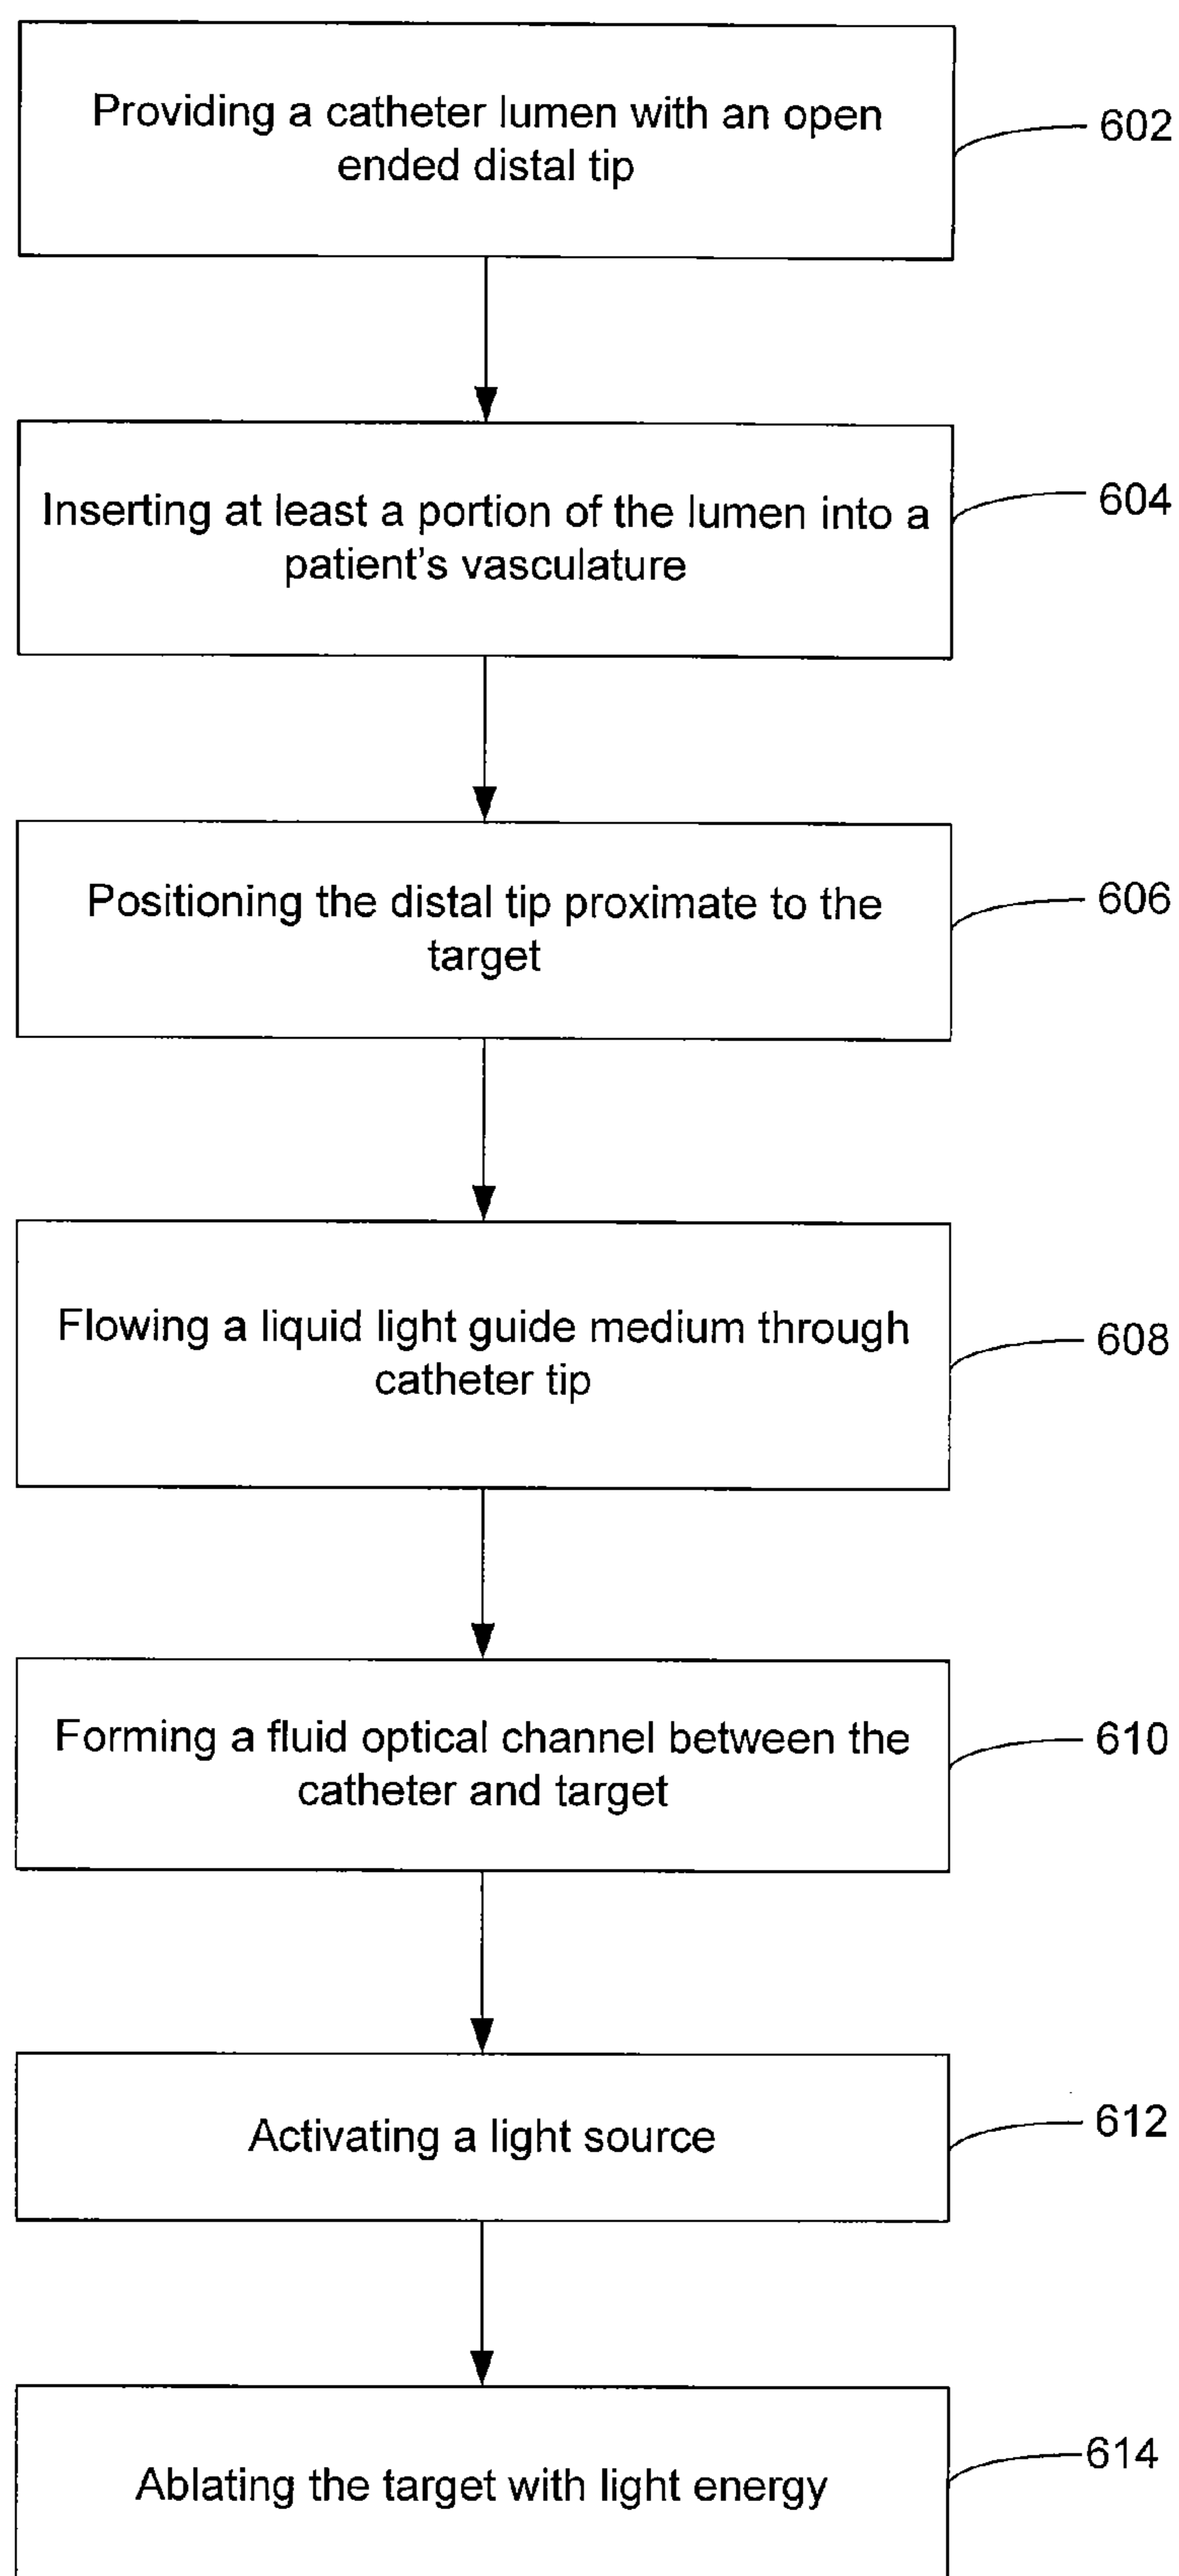 Providing a catheter lumen with an open
ended distal tip
602
Inserting at least a portion of the lumen into a
patient's vasculature
604
Positioning the distal tip proximate to the
target
606
Flowing a liquid light guide medium through
catheter tip
608
Forming a fluid optical channel between the
catheter and target
610
Activating a light source
612
Ablating the target with light energy
614